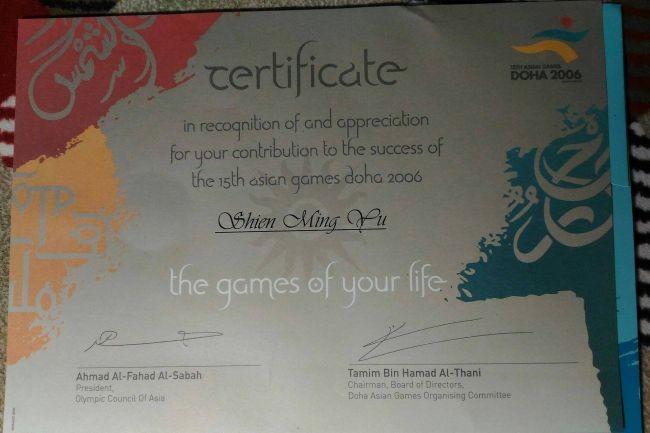 certificate
15TH ASIAN GAMES
DOHA 2006
in recognition of and appreciation
for your contribution to the success of
the 15th asian games doha 2006
Shien Ming Yu
the games of your life
Ahmad Al-Fahad Al-Sabah
President,
Olympic Council Of Asia
Tamim Bin Hamad Al-Thani
Chairman, Board of Directors,
Doha Asian Games Organising Committee